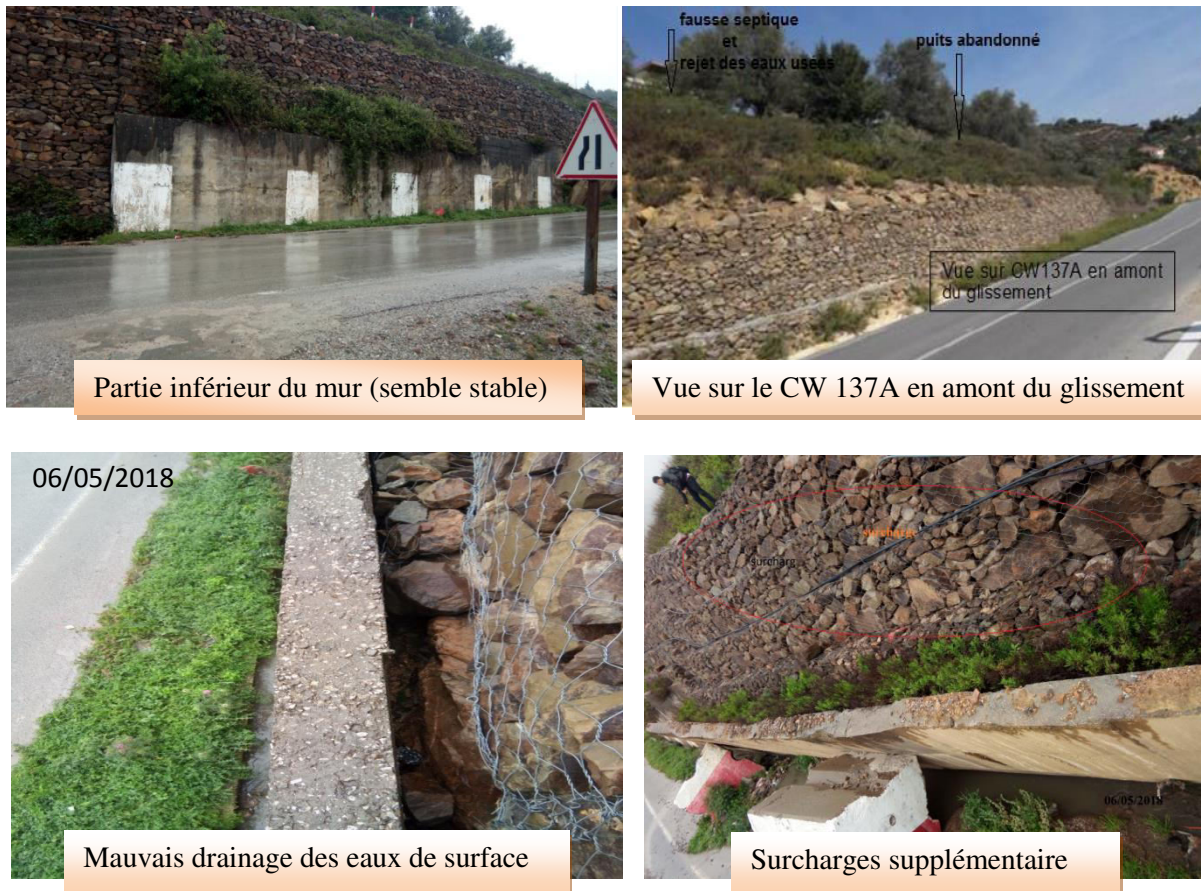 fausse septique
et
rejet des eaux usées
puits abandonné
Vue sur CW137A en amont
du glissement
Partie inférieur du mur (semble stable)
Vue sur le CW 137A en amont du glissement
06/05/2018
surcharge
surcharg
06/05/2018
Mauvais drainage des eaux de surface
Surcharges supplémentaire